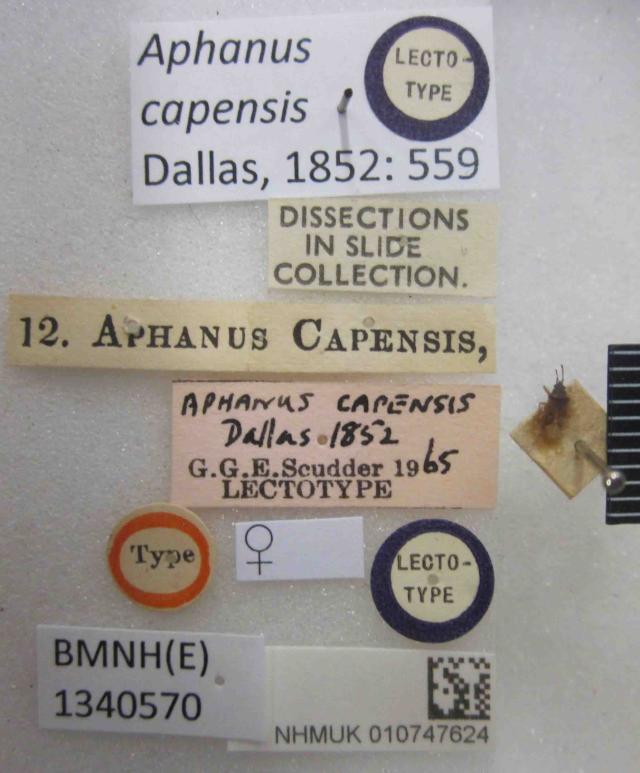 Aphanus
capensis
Dallas, 1852: 559
LECTO-
TYPE
DISSECTIONS
IN SLIDE
COLLECTION.
12. APHANUS CAPENSIS,
APHANUS CAPENSIS
Dallas 1852
G.G.E.Scudder 1965
LECTOTYPE
Type
♀
LECTO-
TYPE
BMNH(E)
1340570
NHMUK 010747624